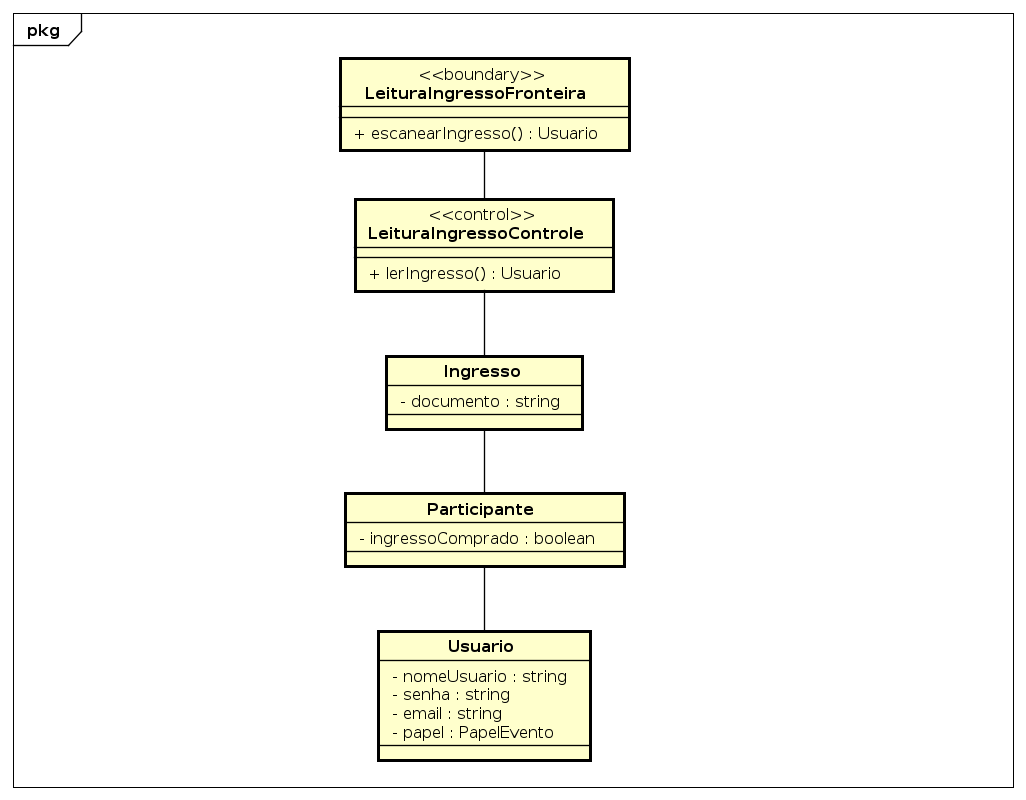 pkg
<<boundary>>
LeituraIngressoFronteira
+ escanearIngresso() : Usuario
<<control>>
LeituraIngressoControle
+ lerIngresso() : Usuario
Ingresso
- documento : string
Participante
- ingressoComprado : boolean
Usuario
- nomeUsuario : string
- senha : string
- email : string
- papel : PapelEvento